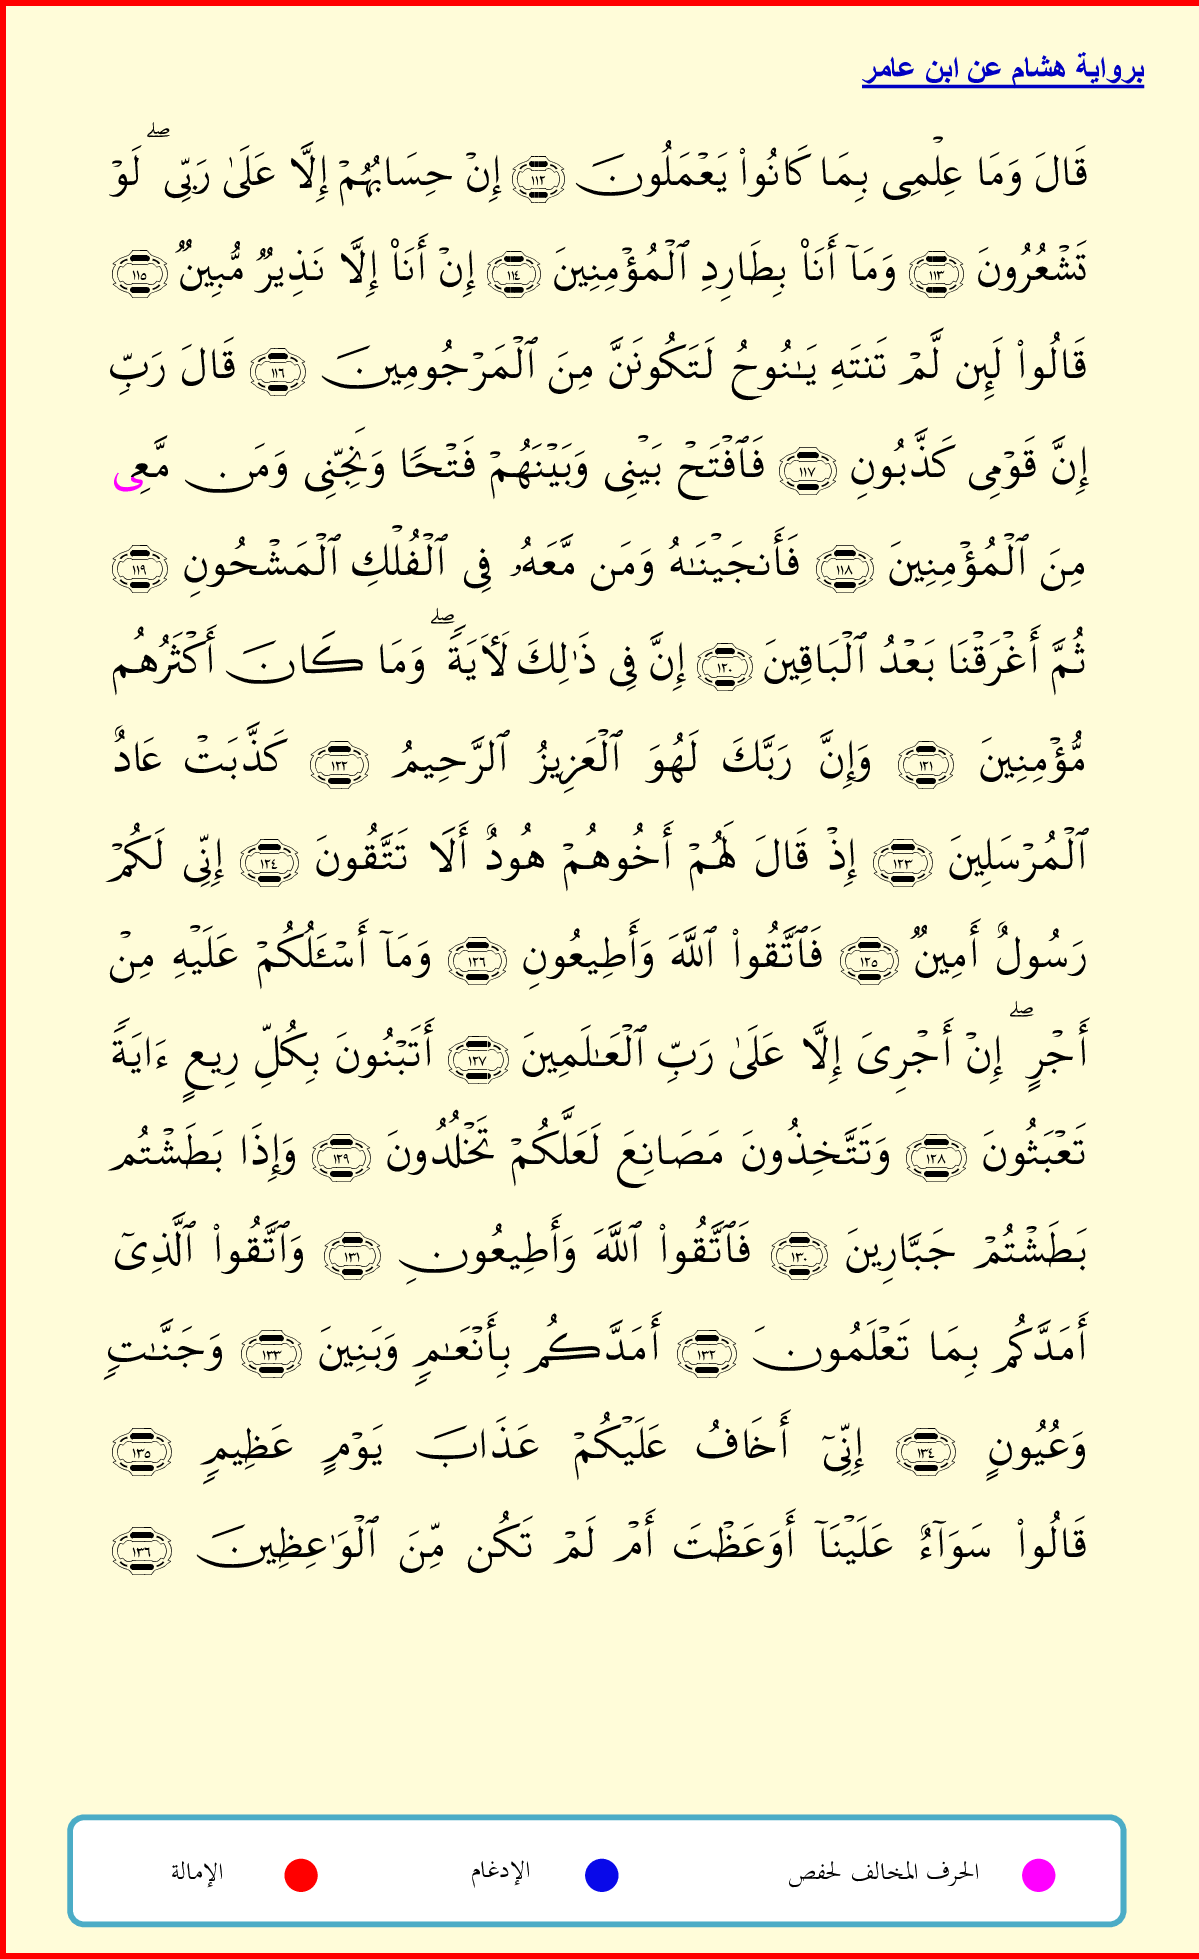 برواية هشام عن ابن عامر
قَالَ وَمَا عِلۡمِى بِمَا كَانُواْ يَعۡمَلُونَ ١١٢ إِنۡ حِسَابُهُمۡ إِلَّا عَلَىٰ رَبِّى ۖ لَوۡ
تَشۡعُرُونَ ١١٣ وَمَآ أَنَا۠ بِطَارِدِ ٱلۡمُؤۡمِنِينَ ١١٤ إِنۡ أَنَا۠ إِلَّا نَذِيرٌ مُّبِينٌ ١١٥
قَالُواْ لَئِن لَّمۡ تَنتَهِ يَـٰنُوحُ لَتَكُونَنَّ مِنَ ٱلۡمَرۡجُومِينَ ١١٦ قَالَ رَبِّ
إِنَّ قَوۡمِى كَذَّبُونِ ١١٧ فَٱفۡتَحۡ بَيۡنِى وَبَيۡنَهُمۡ فَتۡحًا وَنَجِّنِى وَمَن مَّعِى
مِنَ ٱلۡمُؤۡمِنِينَ ١١٨ فَأَنجَيۡنَـٰهُ وَمَن مَّعَهُۥ فِى ٱلۡفُلۡكِ ٱلۡمَشۡحُونِ ١١٩
ثُمَّ أَغۡرَقۡنَا بَعۡدُ ٱلۡبَاقِينَ ١٢٠ إِنَّ فِى ذَٰلِكَ لَأَيَةً ۖ وَمَا كَانَ أَكۡثَرُهُم
مُّؤۡمِنِينَ ١٢١ وَإِنَّ رَبَّكَ لَهُوَ ٱلۡعَزِيزُ ٱلرَّحِيمُ ١٢٢ كَذَّبَتۡ عَادٌ
ٱلۡمُرۡسَلِينَ ١٢٣ إِذۡ قَالَ لَهُمۡ أَخُوهُمۡ هُودٌ أَلَا تَتَّقُونَ ١٢٤ إِنِّى لَكُمۡ
رَسُولٌ أَمِينٌ ١٢٥ فَٱتَّقُواْ ٱللَّهَ وَأَطِيعُونِ ١٢٦ وَمَآ أَسۡـَٔلُكُمۡ عَلَيۡهِ مِنۡ
أَجۡرٍ ۖ إِنۡ أَجۡرِىَ إِلَّا عَلَىٰ رَبِّ ٱلۡعَـٰلَمِينَ ١٢٧ أَتَبۡنُونَ بِكُلِّ رِيعٍ ءَايَةً
تَعۡبَثُونَ ١٢٨ وَتَتَّخِذُونَ مَصَانِعَ لَعَلَّكُمۡ تَخۡلُدُونَ ١٢٩ وَإِذَا بَطَشۡتُم
بَطَشۡتُمۡ جَبَّارِينَ ١٣٠ فَٱتَّقُواْ ٱللَّهَ وَأَطِيعُونِ ١٣١ وَٱتَّقُواْ ٱلَّذِىٓ
أَمَدَّكُم بِمَا تَعۡلَمُونَ ١٣٢ أَمَدَّكُم بِأَنۡعَـٰمٍ وَبَنِينَ ١٣٣ وَجَنَّـٰتٍ
وَعُيُونٍ ١٣٤ إِنِّىٓ أَخَافُ عَلَيۡكُمۡ عَذَابَ يَوۡمٍ عَظِيمٍ ١٣٥
قَالُواْ سَوَآءٌ عَلَيۡنَآ أَوَعَظۡتَ أَمۡ لَمۡ تَكُن مِّنَ ٱلۡوَٰعِظِينَ ١٣٦
الحرف المخالف لحفص الإدغام الإمالة